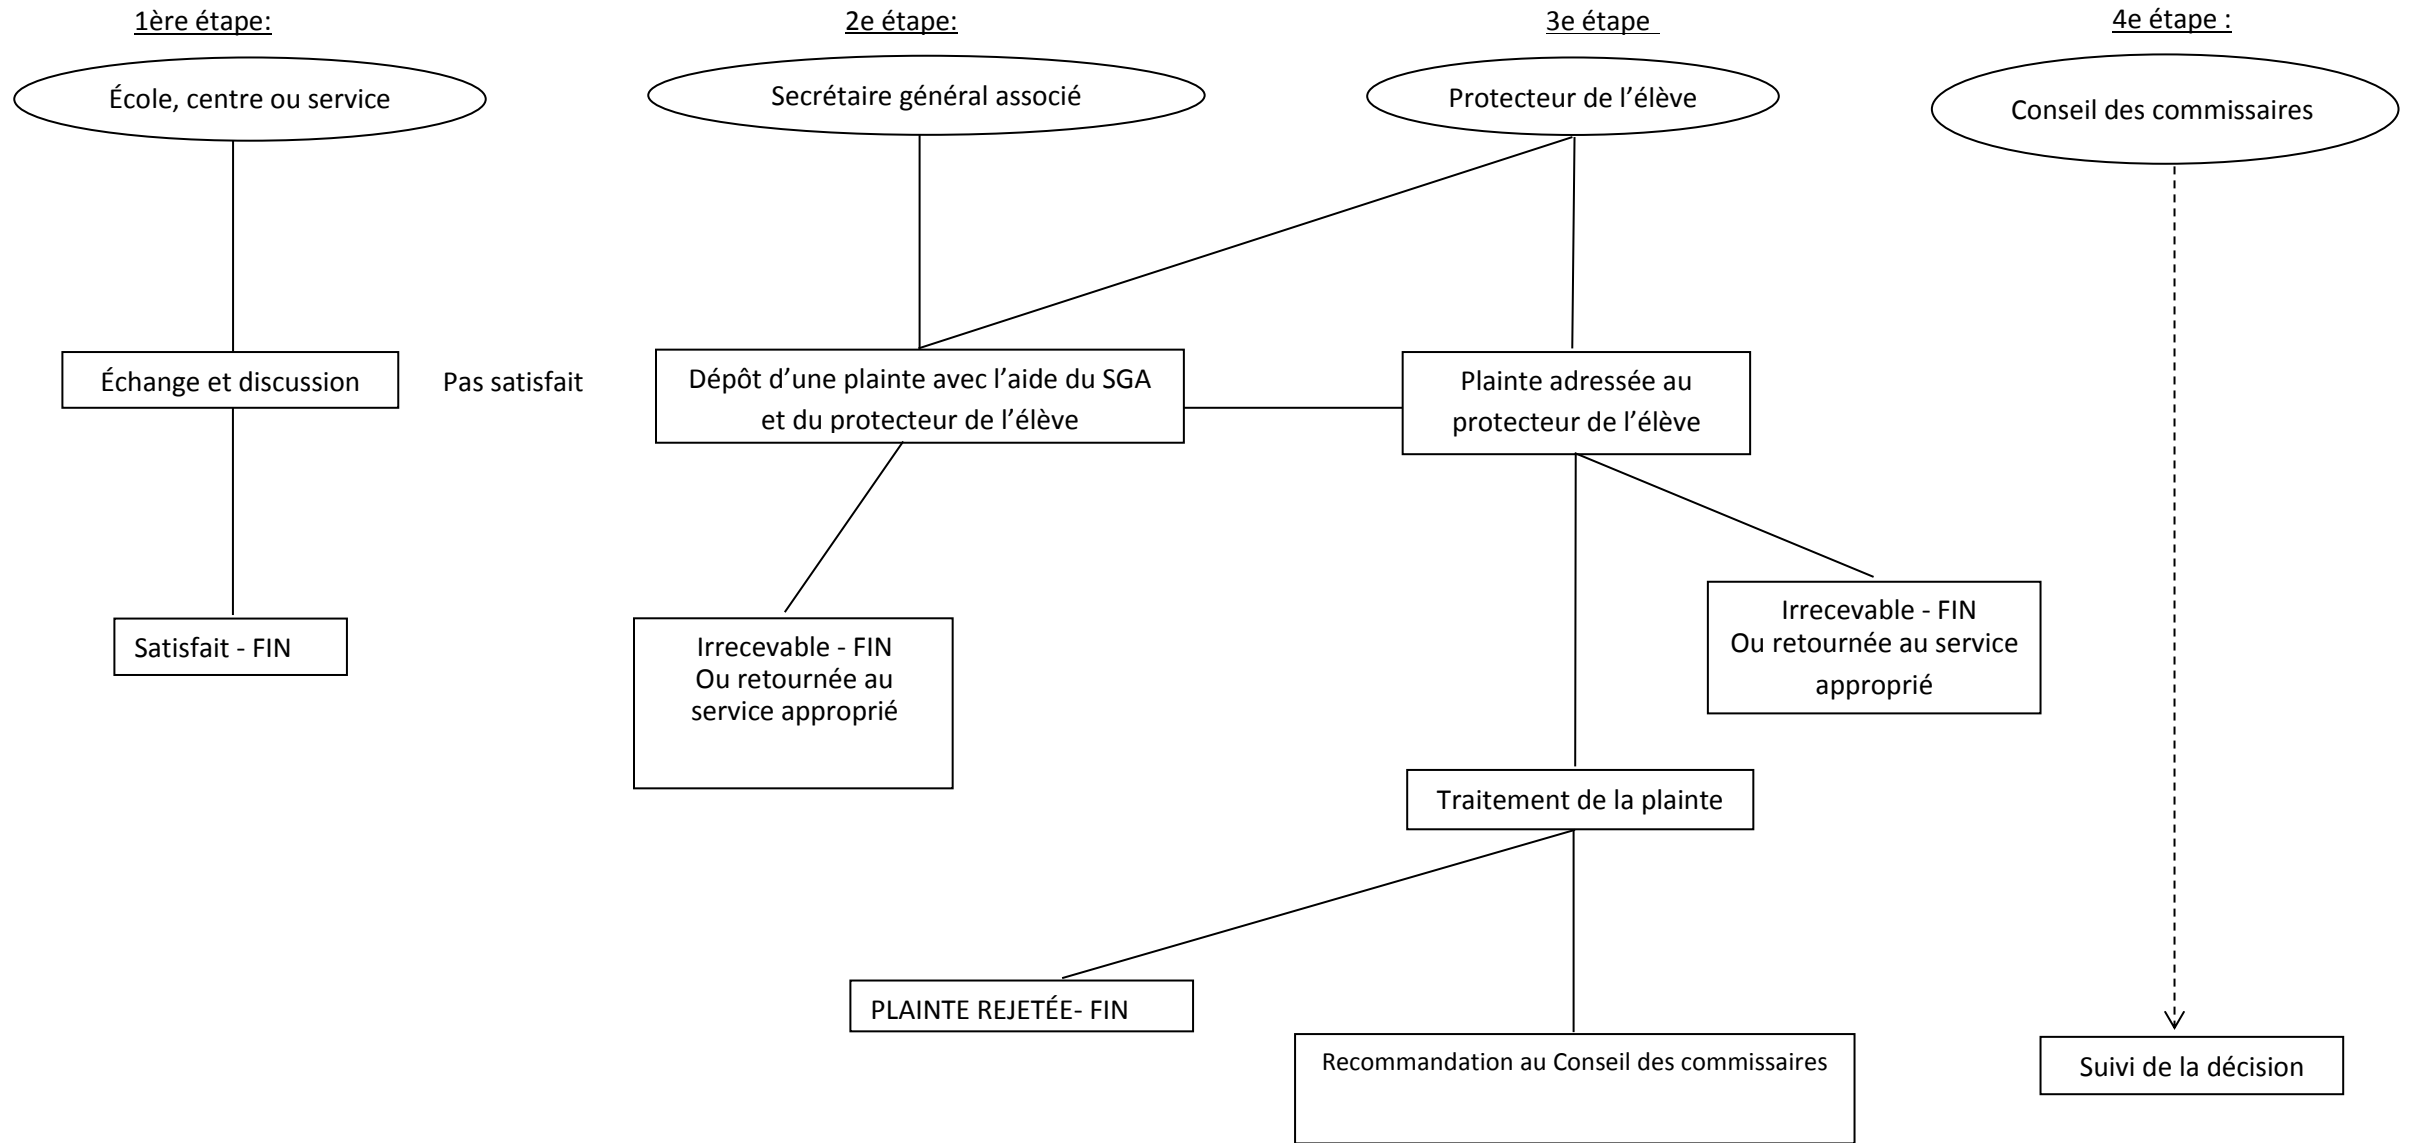 1ère étape:
2e étape:
3e étape
4e étape :
École, centre ou service
Secrétaire général associé
Protecteur de l'élève
Conseil des commissaires
Échange et discussion
Pas satisfait
Dépôt d'une plainte avec l'aide du SGA
et du protecteur de l'élève
Plainte adressée au
protecteur de l'élève
Satisfait - FIN
Irrecevable - FIN
Ou retournée au
service approprié
Irrecevable - FIN
Ou retournée au service
approprié
Traitement de la plainte
PLAINTE REJETÉE- FIN
Recommandation au Conseil des commissaires
Suivi de la décision